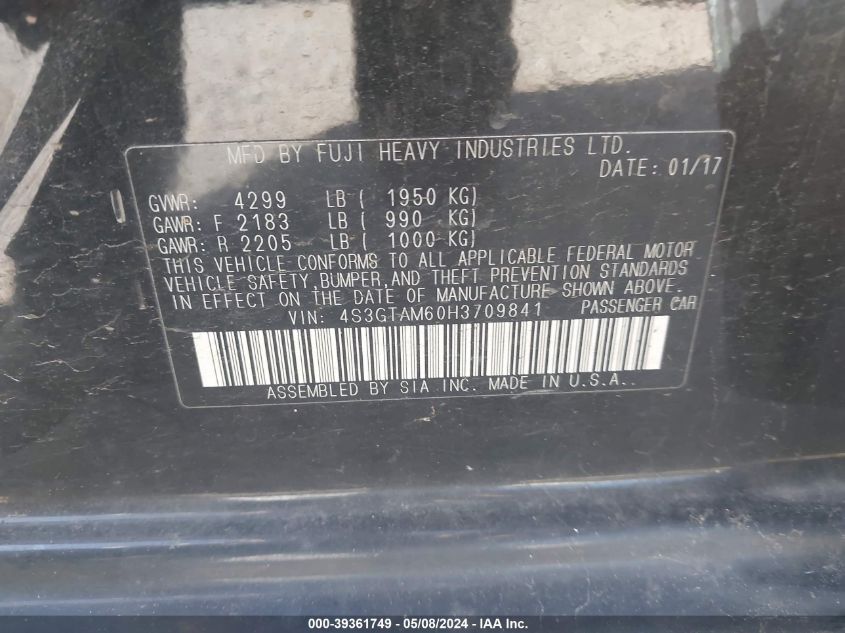 MFD BY FUJI HEAVY INDUSTRIES LTD.
DATE: 01/17
GVWR: 4299 LB ( 1950 KG)
GAWR: F 2183 LB ( 990 KG)
GAWR: R 2205 LB ( 1000 KG)
THIS VEHICLE CONFORMS TO ALL APPLICABLE FEDERAL MOTOR
VEHICLE SAFETY, BUMPER, AND THEFT PREVENTION STANDARDS
IN EFFECT ON THE DATE OF MANUFACTURE SHOWN ABOVE.
VIN: 4S3GTAM60H3709841 PASSENGER CAR
ASSEMBLED BY SIA INC. MADE IN U.S.A..
000-39361749 - 05/08/2024 - IAA Inc.